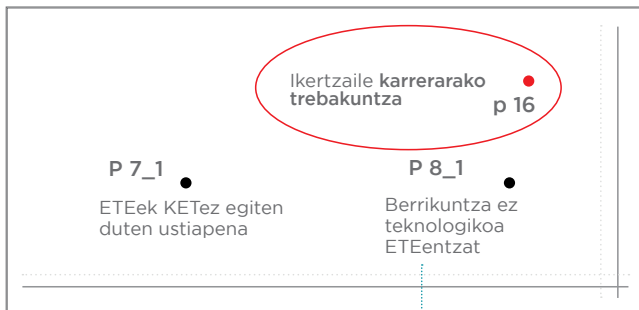 Ikertzaile karrerarako
trebakuntza
p 16
P 7_1
ETEek KETez egiten
duten ustiapena
P 8_1
Berrikuntza ez
teknologikoa
ETEentzat